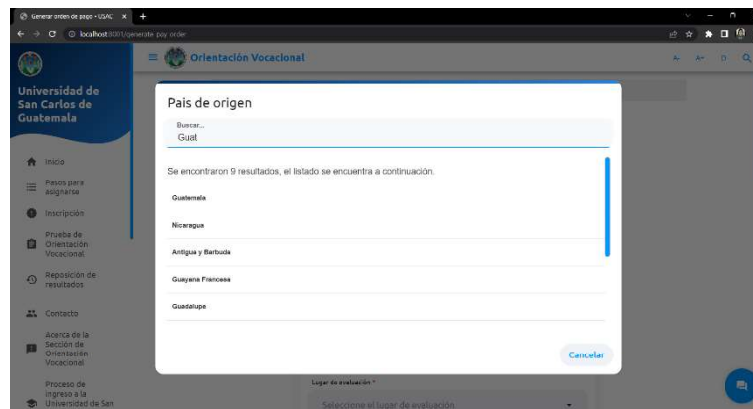 Generar orden de pago • USAC
localhost:3001/generate-pay-order
Universidad de
San Carlos de
Guatemala
Inicio
Pasos para
asignarse
Inscripción
Prueba de
Orientación
Vocacional
Reposición de
resultados
Contacto
Acerca de la
Sección de
Orientación
Vocacional
Proceso de
ingreso a la
Universidad de San
Orientación Vocacional
A-
A+
Pais de origen
Buscar...
Guat
Se encontraron 9 resultados, el listado se encuentra a continuación.
Guatemala
Nicaragua
Antigua y Barbuda
Guayana Francesa
Guadalupe
Cancelar
Lugar de evaluación *
Seleccione el lugar de evaluación